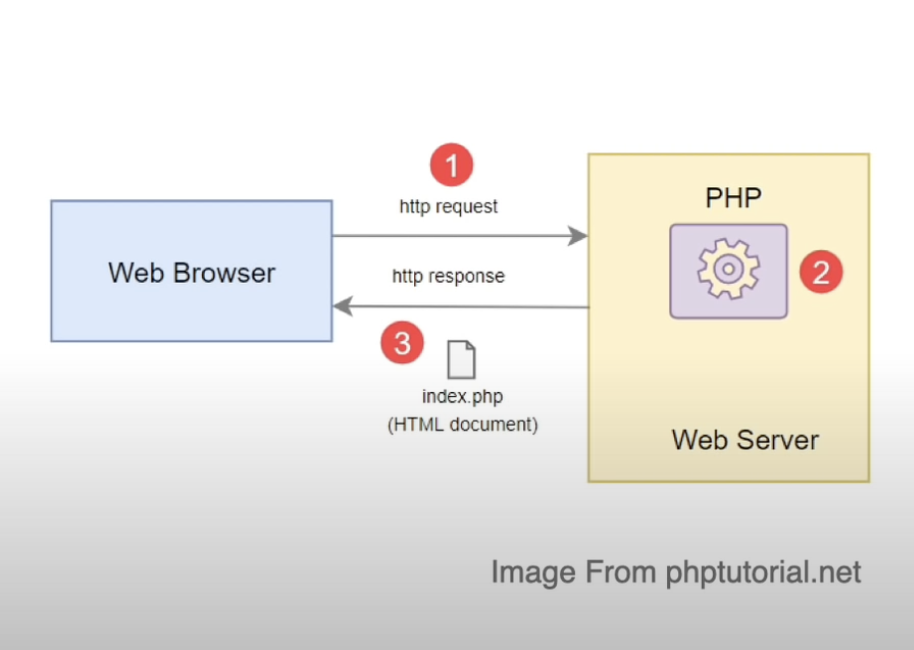 1
http request
PHP
Web Browser
http response
2
3
index.php
(HTML document)
Web Server
Image From phptutorial.net